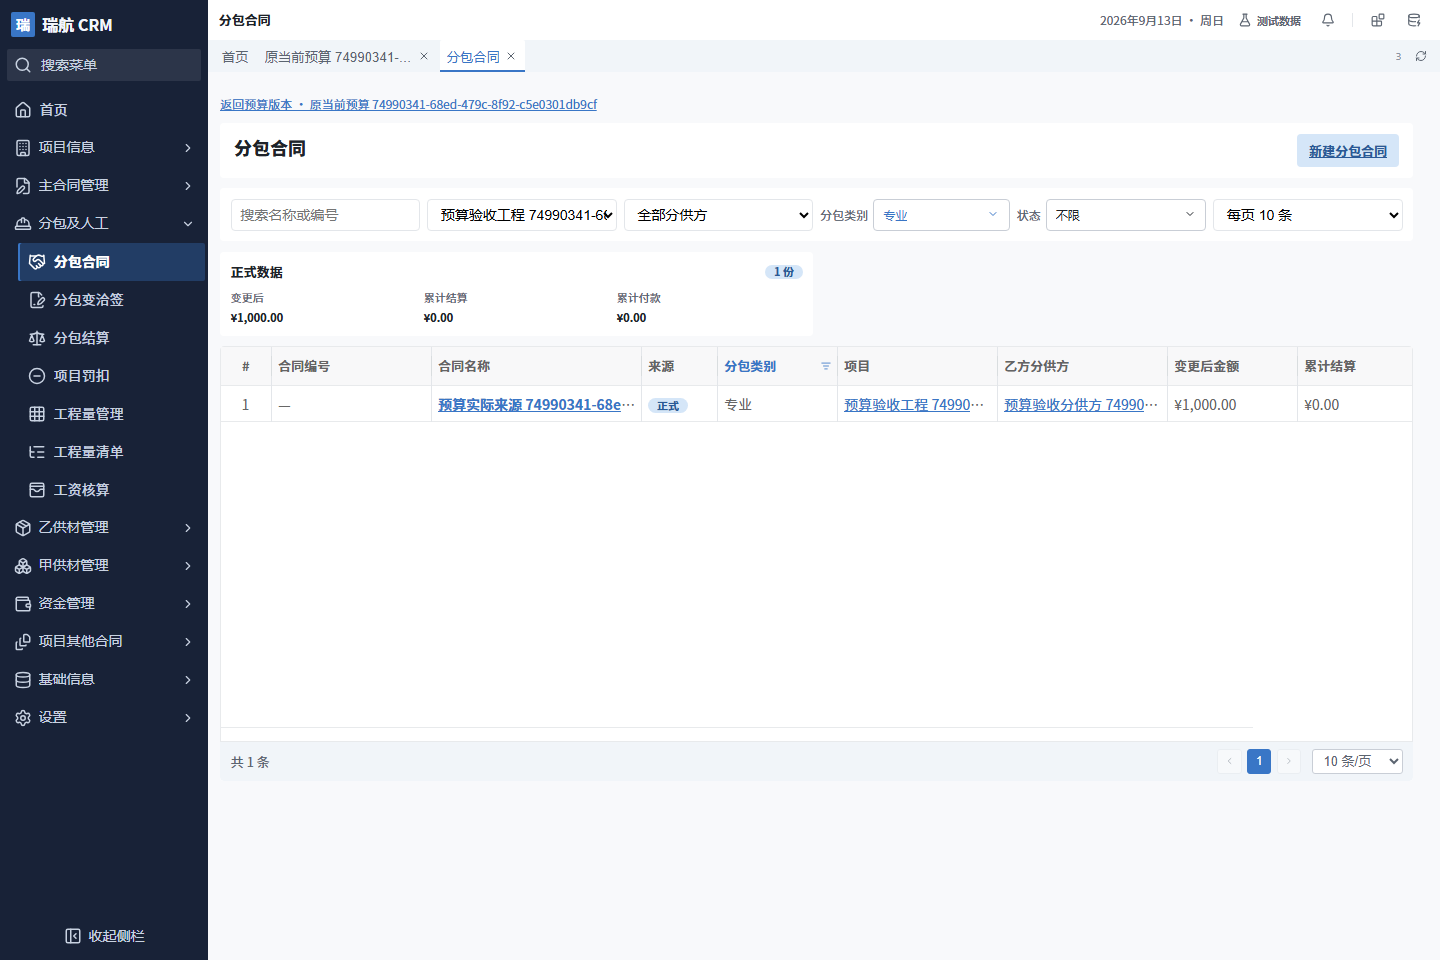 瑞 瑞航 CRM
搜索菜单
首页
项目信息
主合同管理
分包及人工
分包合同
分包变洽签
分包结算
项目罚扣
工程量管理
工程量清单
工资核算
乙供材管理
甲供材管理
资金管理
项目其他合同
基础信息
设置
收起侧栏
分包合同
2026年9月13日 • 周日 测试数据
首页 原当前预算 74990341-... × 分包合同 × 3
返回预算版本 · 原当前预算 74990341-68ed-479c-8f92-c5e0301db9cf
分包合同 新建分包合同
搜索名称或编号 预算验收工程 74990341-68 全部分供方 分包类别 专业 状态 不限 每页 10 条
正式数据 1 份
变更后 累计结算 累计付款
¥1,000.00 ¥0.00 ¥0.00
# 合同编号 合同名称 来源 分包类别 项目 乙方分供方 变更后金额 累计结算
1 — 预算实际来源 74990341-68e… 正式 专业 预算验收工程 74990… 预算验收分供方 74990… ¥1,000.00 ¥0.00
共 1 条 ‹ 1 › 10 条/页